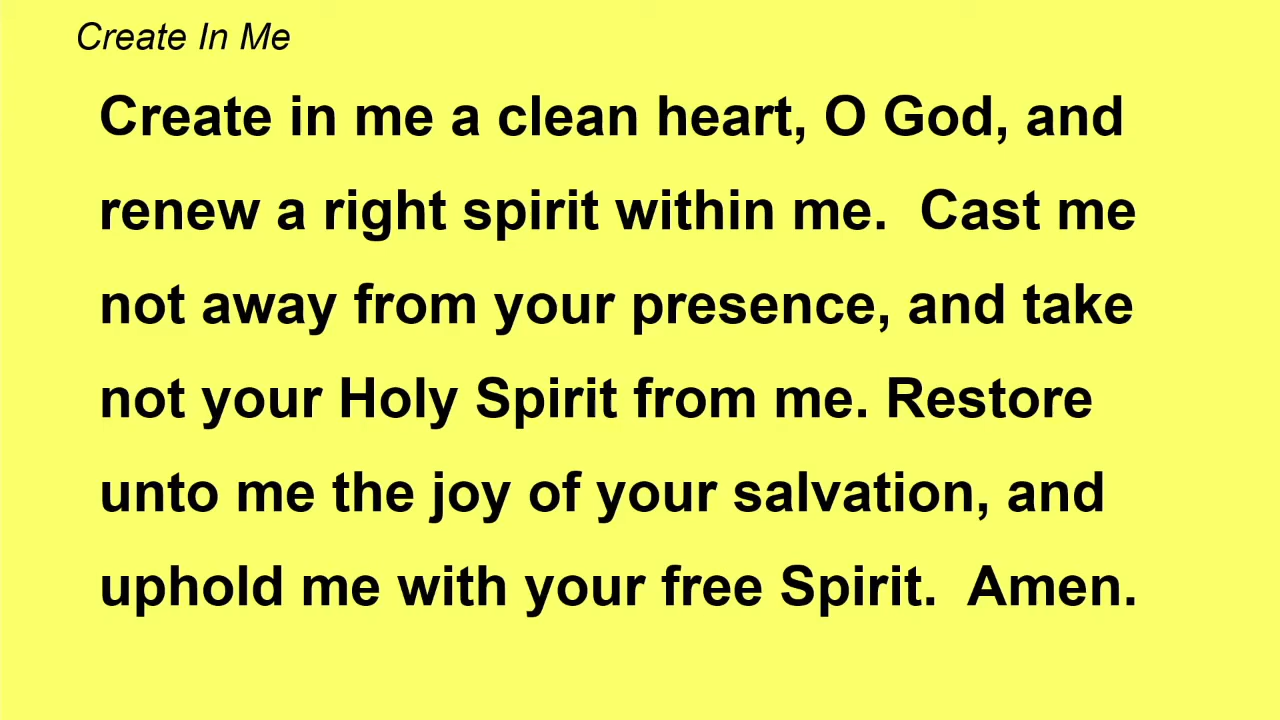 Create In Me
Create in me a clean heart, O God, and
renew a right spirit within me.  Cast me
not away from your presence, and take
not your Holy Spirit from me. Restore
unto me the joy of your salvation, and
uphold me with your free Spirit.  Amen.